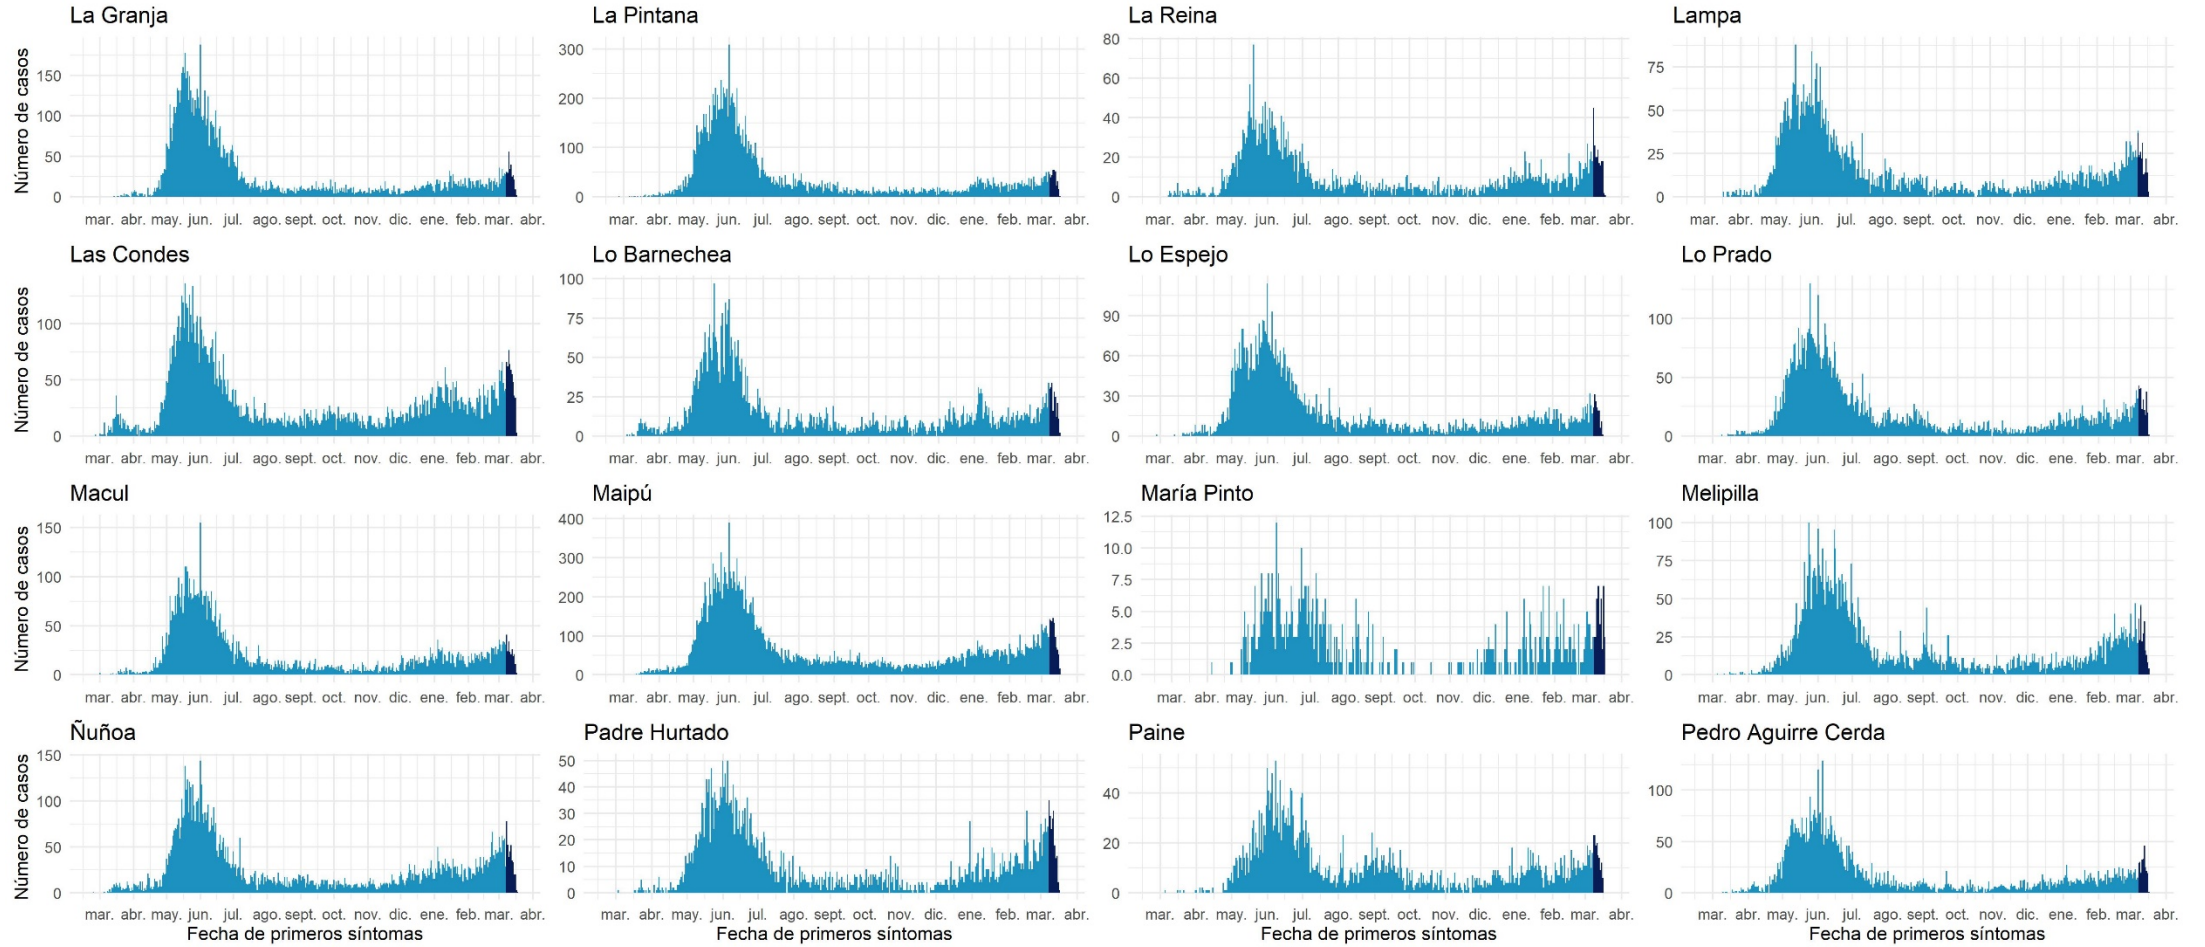 La Granja
La Pintana
La Reina
Lampa
Número de casos
150
100
50
0
300
200
100
0
80
60
40
20
0
75
50
25
0
mar. abr. may. jun. jul. ago. sept. oct. nov. dic. ene. feb. mar. abr.
mar. abr. may. jun. jul. ago. sept. oct. nov. dic. ene. feb. mar. abr.
mar. abr. may. jun. jul. ago. sept. oct. nov. dic. ene. feb. mar. abr.
mar. abr. may. jun. jul. ago. sept. oct. nov. dic. ene. feb. mar. abr.
Las Condes
Lo Barnechea
Lo Espejo
Lo Prado
Número de casos
100
50
0
100
75
50
25
0
90
60
30
0
100
50
0
mar. abr. may. jun. jul. ago. sept. oct. nov. dic. ene. feb. mar. abr.
mar. abr. may. jun. jul. ago. sept. oct. nov. dic. ene. feb. mar. abr.
mar. abr. may. jun. jul. ago. sept. oct. nov. dic. ene. feb. mar. abr.
mar. abr. may. jun. jul. ago. sept. oct. nov. dic. ene. feb. mar. abr.
Macul
Maipú
María Pinto
Melipilla
Número de casos
150
100
50
0
400
300
200
100
0
12.5
10.0
7.5
5.0
2.5
0.0
100
75
50
25
0
mar. abr. may. jun. jul. ago. sept. oct. nov. dic. ene. feb. mar. abr.
mar. abr. may. jun. jul. ago. sept. oct. nov. dic. ene. feb. mar. abr.
mar. abr. may. jun. jul. ago. sept. oct. nov. dic. ene. feb. mar. abr.
mar. abr. may. jun. jul. ago. sept. oct. nov. dic. ene. feb. mar. abr.
Ñuñoa
Padre Hurtado
Paine
Pedro Aguirre Cerda
Número de casos
150
100
50
0
50
40
30
20
10
0
40
20
0
100
50
0
mar. abr. may. jun. jul. ago. sept. oct. nov. dic. ene. feb. mar. abr.
mar. abr. may. jun. jul. ago. sept. oct. nov. dic. ene. feb. mar. abr.
mar. abr. may. jun. jul. ago. sept. oct. nov. dic. ene. feb. mar. abr.
mar. abr. may. jun. jul. ago. sept. oct. nov. dic. ene. feb. mar. abr.
Fecha de primeros síntomas
Fecha de primeros síntomas
Fecha de primeros síntomas
Fecha de primeros síntomas